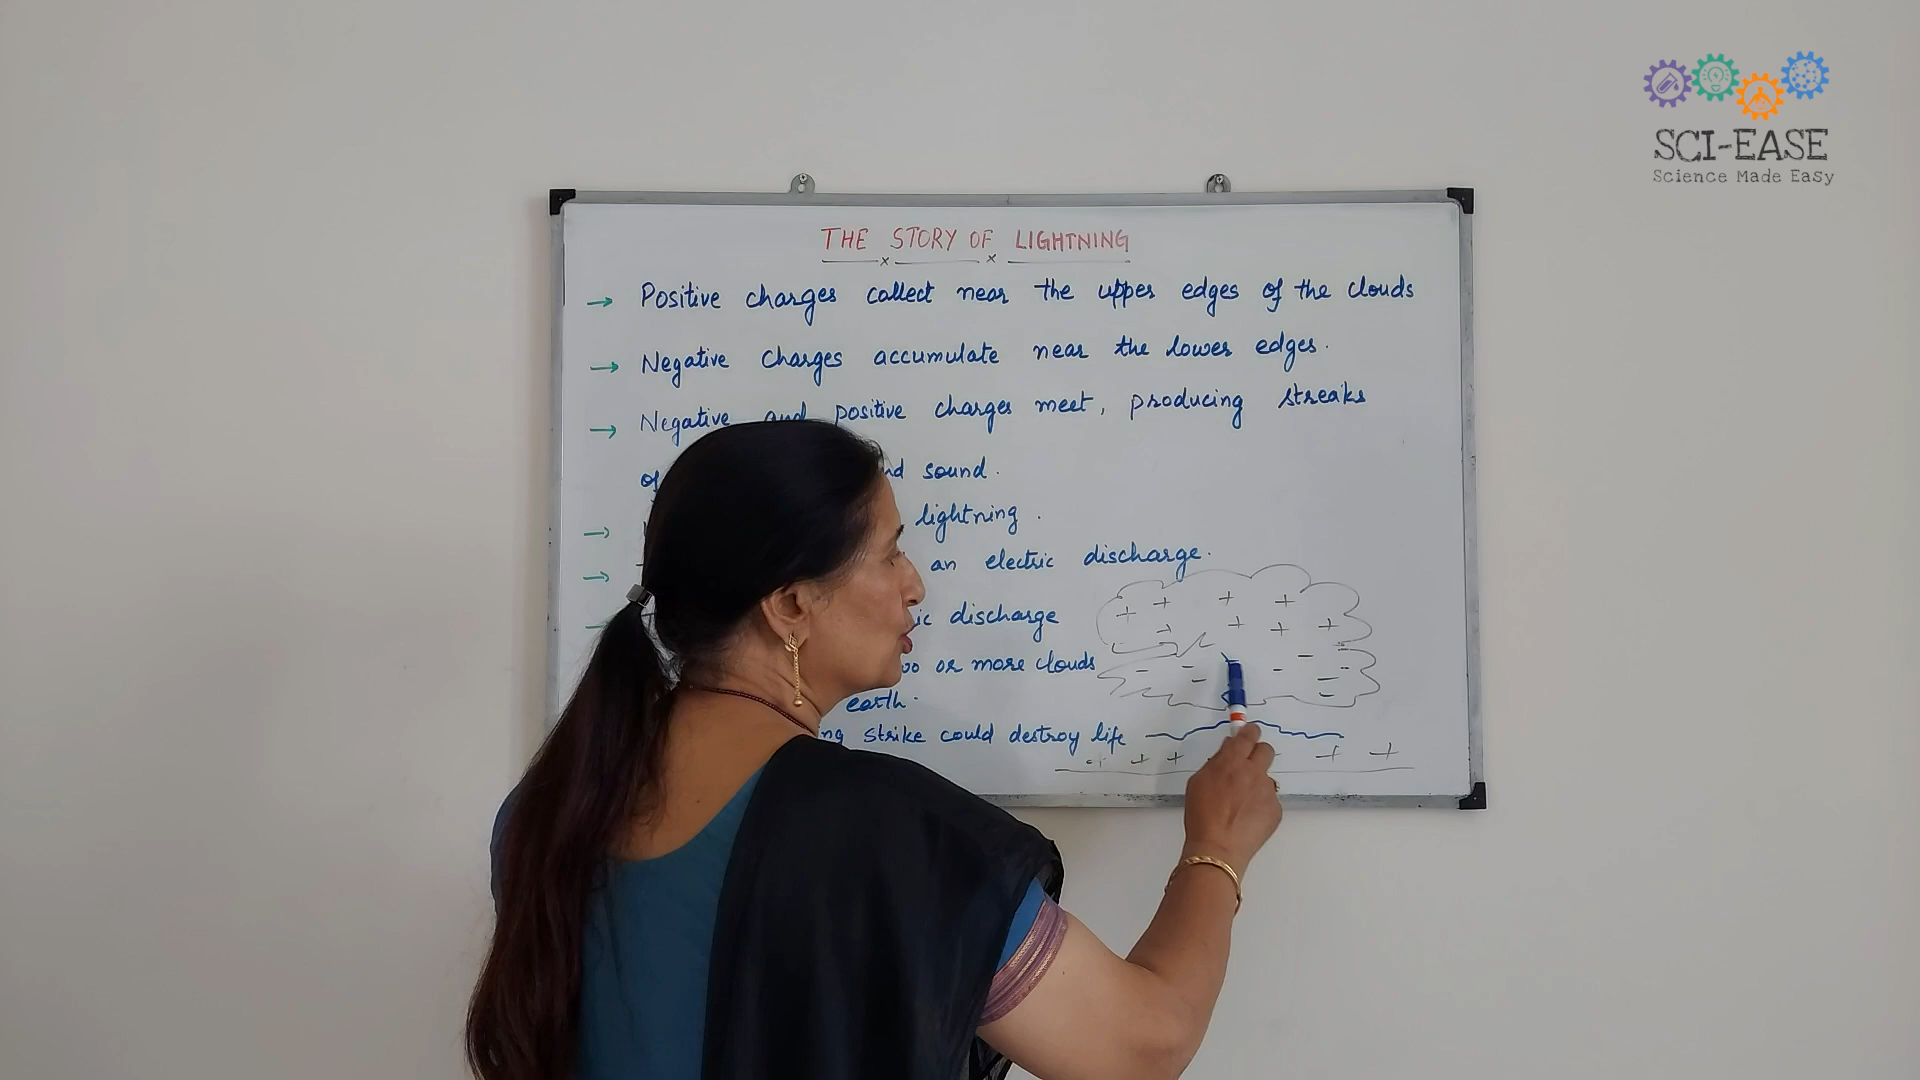 SCI-EASE
Science Made Easy
THE STORY OF LIGHTNING
→ Positive charges collect near the upper edges of the clouds
→ Negative charges accumulate near the lower edges.
→ Negative and positive charges meet, producing streaks
of nd sound.
→ lightning.
→ an electric discharge.
→ ic discharge
or more clouds
earth.
ng strike could destroy life